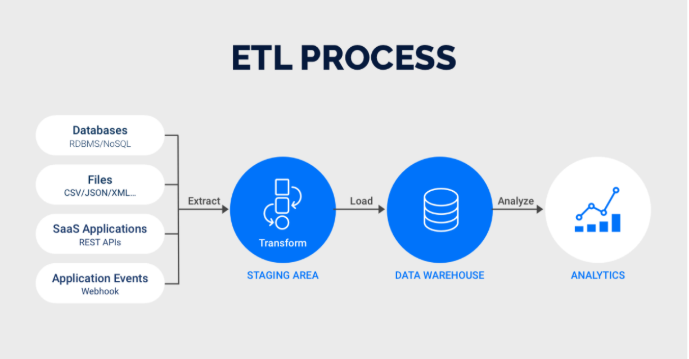 ETL PROCESS
Databases
RDBMS/NoSQL
Files
CSV/JSON/XML...
SaaS Applications
REST APIs
Application Events
Webhook
Extract
Transform
STAGING AREA
Load
DATA WAREHOUSE
Analyze
ANALYTICS